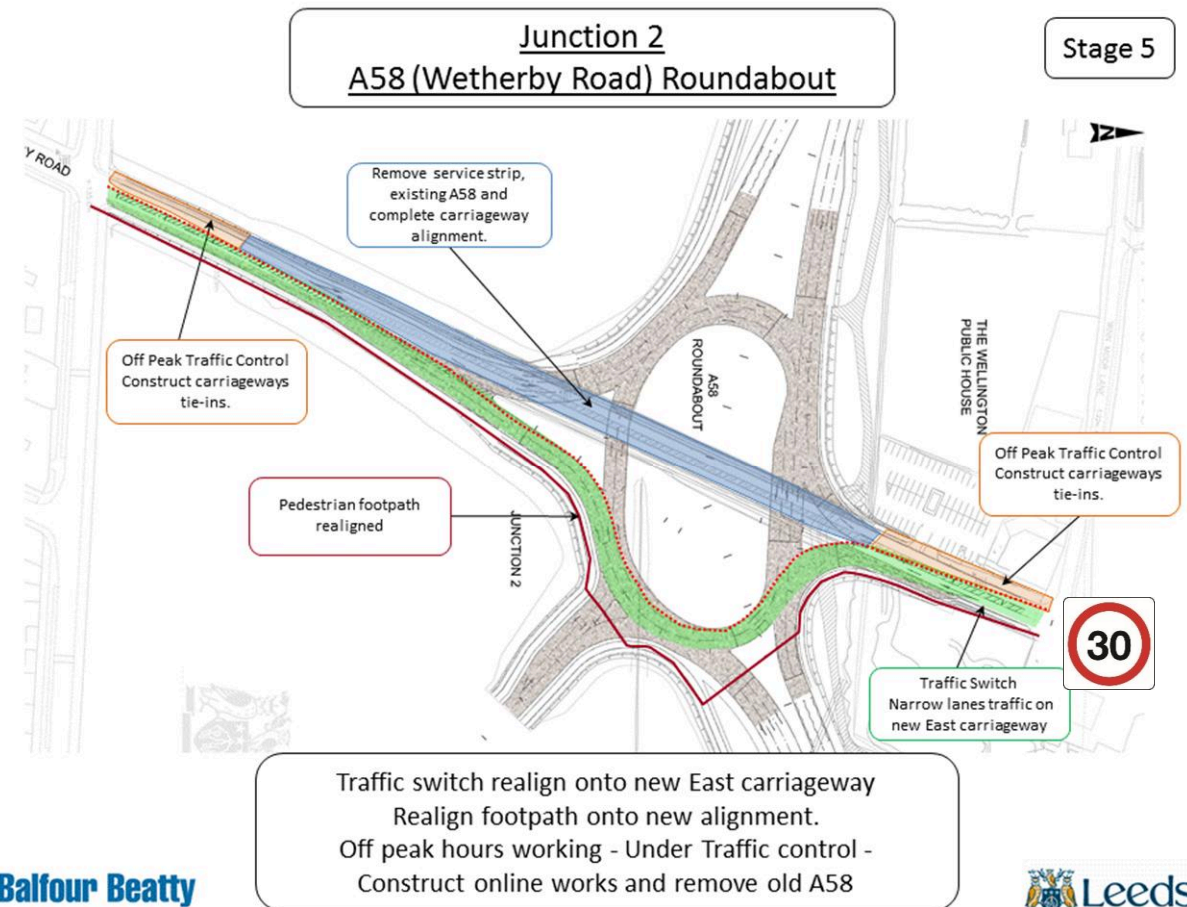 Junction 2
A58 (Wetherby Road) Roundabout
Stage 5
N
Y ROAD
Remove service strip,
existing A58 and
complete carriageway
alignment.
Off Peak Traffic Control
Construct carriageways
tie-ins.
A58
ROUNDABOUT
THE WELLINGTON
PUBLIC HOUSE
Off Peak Traffic Control
Construct carriageways
tie-ins.
Pedestrian footpath
realigned
JUNCTION 2
30
Traffic Switch
Narrow lanes traffic on
new East carriageway
Traffic switch realign onto new East carriageway
Realign footpath onto new alignment.
Off peak hours working - Under Traffic control -
Construct online works and remove old A58
Balfour Beatty
Leeds